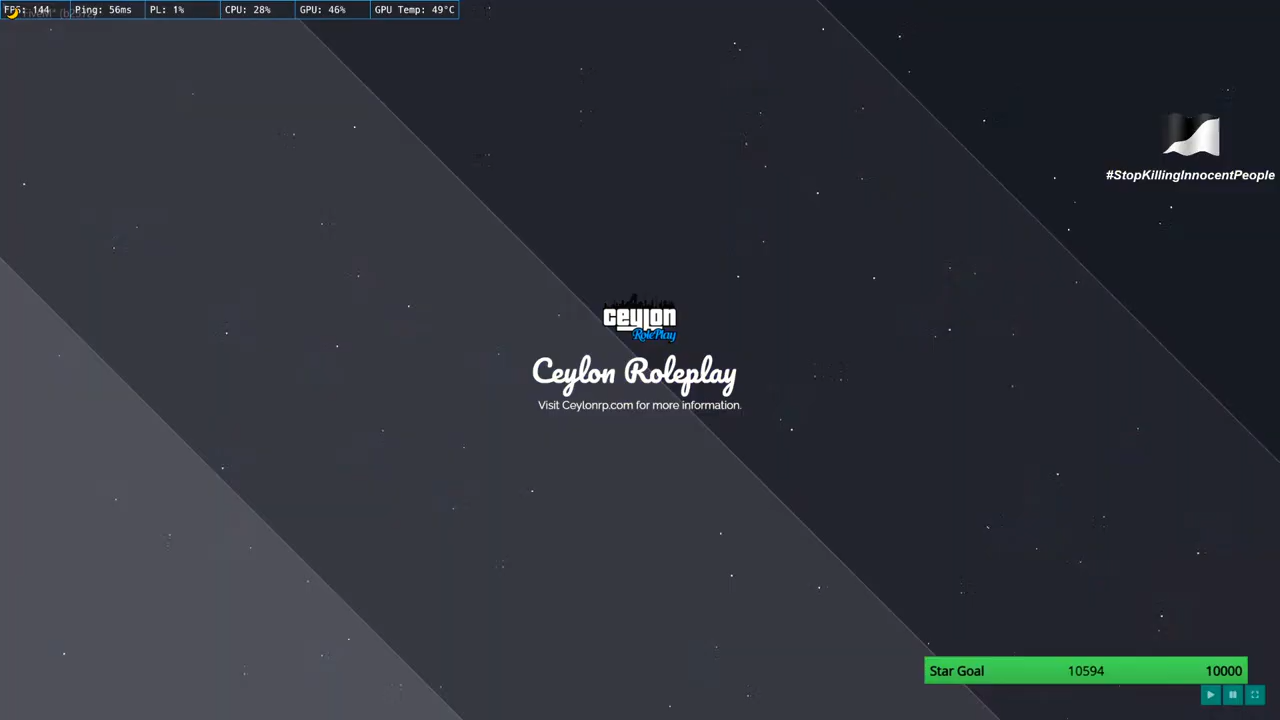 FPS: 144 Ping: 56ms PL: 1% CPU: 28% GPU: 46% GPU Temp: 49°C
#StopKillingInnocentPeople
ceylon
RolePlay
Ceylon Roleplay
Visit Ceylonrp.com for more information.
Star Goal 10594 10000